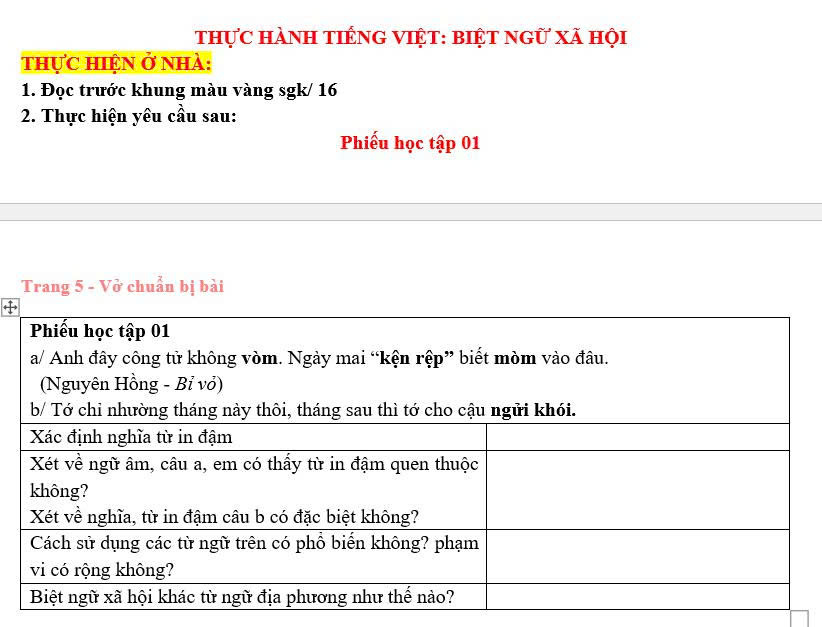 THỰC HÀNH TIẾNG VIỆT: BIỆT NGỮ XÃ HỘI
THỰC HIỆN Ở NHÀ:
1. Đọc trước khung màu vàng sgk/ 16
2. Thực hiện yêu cầu sau:
Phiếu học tập 01
Trang 5 - Vở chuẩn bị bài
Phiếu học tập 01
a/ Anh đây công tử không vòm. Ngày mai “kện rệp” biết mòm vào đâu.
(Nguyên Hồng - Bỉ vỏ)
b/ Tớ chỉ nhường tháng này thôi, tháng sau thì tớ cho cậu ngửi khói.
Xác định nghĩa từ in đậm
Xét về ngữ âm, câu a, em có thấy từ in đậm quen thuộc
không?
Xét về nghĩa, từ in đậm câu b có đặc biệt không?
Cách sử dụng các từ ngữ trên có phổ biến không? phạm
vi có rộng không?
Biệt ngữ xã hội khác từ ngữ địa phương như thế nào?